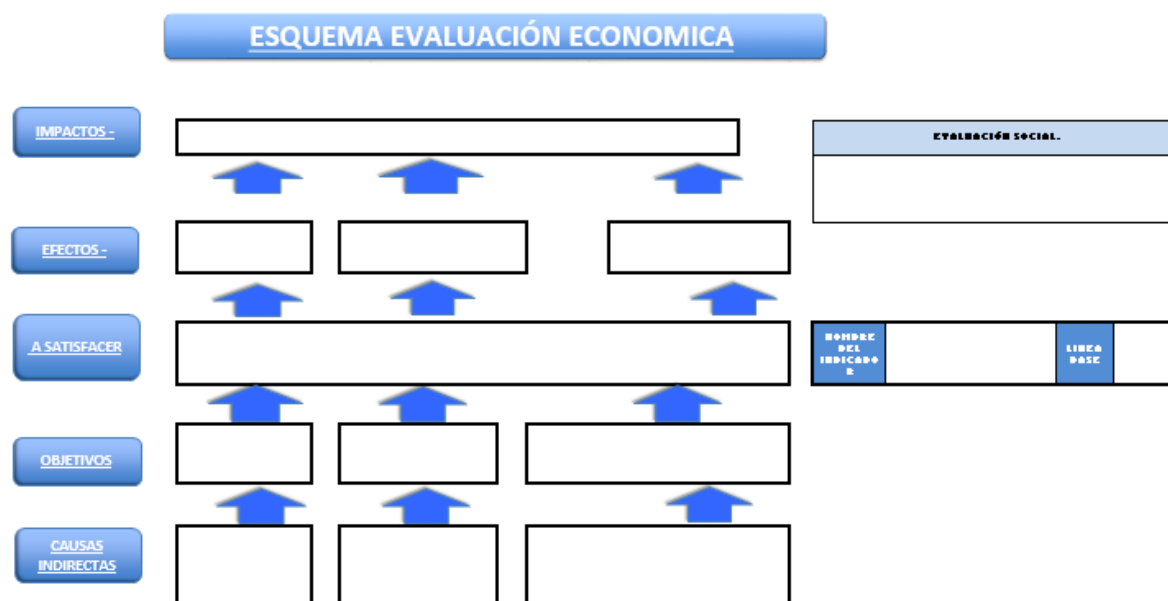 ESQUEMA EVALUACIÓN ECONOMICA
IMPACTOS -
EVALUACIÓN SOCIAL.
EFECTOS -
A SATISFACER
NOMBRE
DEL
INDICADO
R
LINEA
BASE
OBJETIVOS
CAUSAS
INDIRECTAS